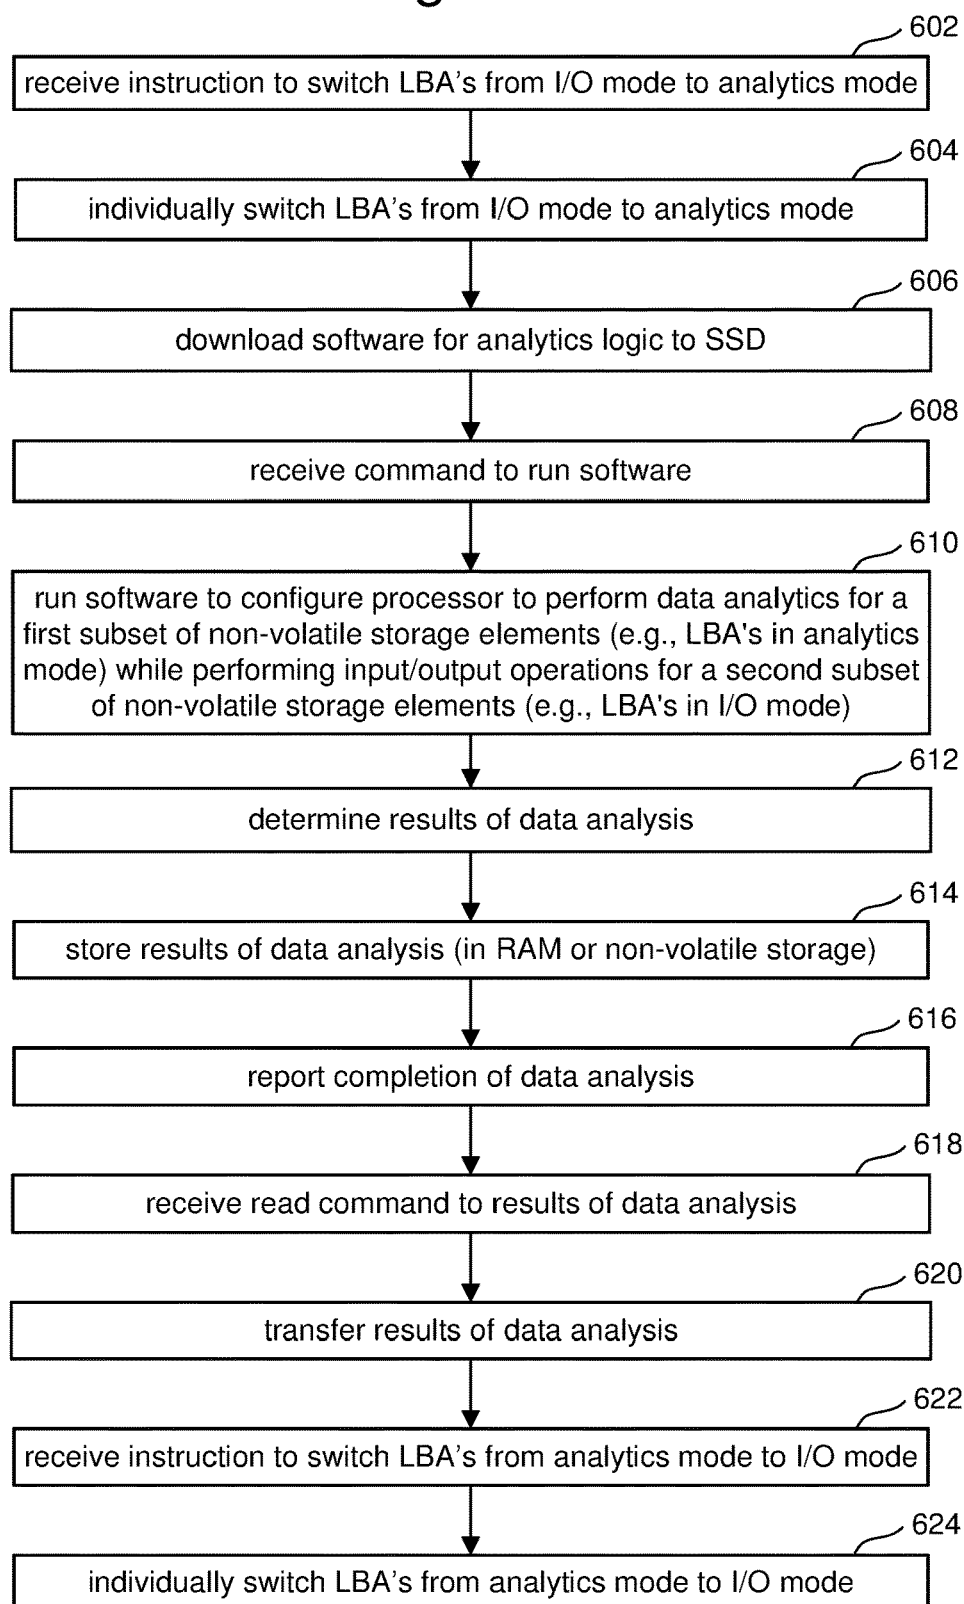 602
receive instruction to switch LBA's from I/O mode to analytics mode
604
individually switch LBA's from I/O mode to analytics mode
606
download software for analytics logic to SSD
608
receive command to run software
610
run software to configure processor to perform data analytics for a
first subset of non-volatile storage elements (e.g., LBA's in analytics
mode) while performing input/output operations for a second subset
of non-volatile storage elements (e.g., LBA's in I/O mode)
612
determine results of data analysis
614
store results of data analysis (in RAM or non-volatile storage)
616
report completion of data analysis
618
receive read command to results of data analysis
620
transfer results of data analysis
622
receive instruction to switch LBA's from analytics mode to I/O mode
624
individually switch LBA's from analytics mode to I/O mode